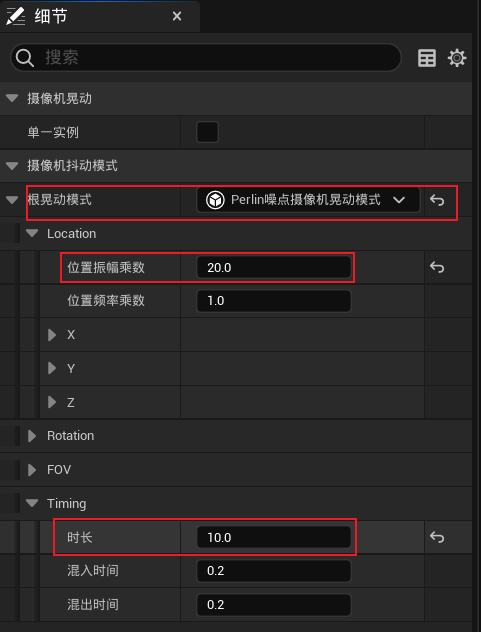 细节
搜索
摄像机晃动
单一实例
摄像机抖动模式
根晃动模式 Perlin噪点摄像机晃动模式
Location
位置振幅乘数 20.0
位置频率乘数 1.0
X
Y
Z
Rotation
FOV
Timing
时长 10.0
混入时间 0.2
混出时间 0.2